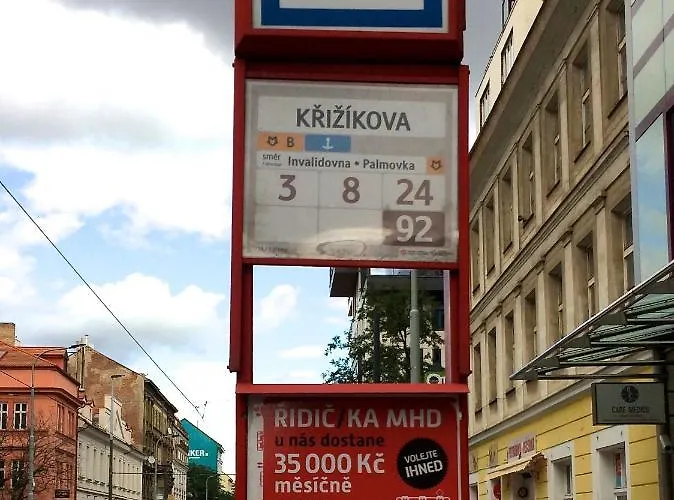 KŘIŽÍKOVA
B
směr Invalidovna • Palmovka
3 8 24
92
ŘIDIČ/KA MHD
u nás dostane
35 000 Kč
měsíčně
VOLEJTE
IHNED
CAFE MEDIOL